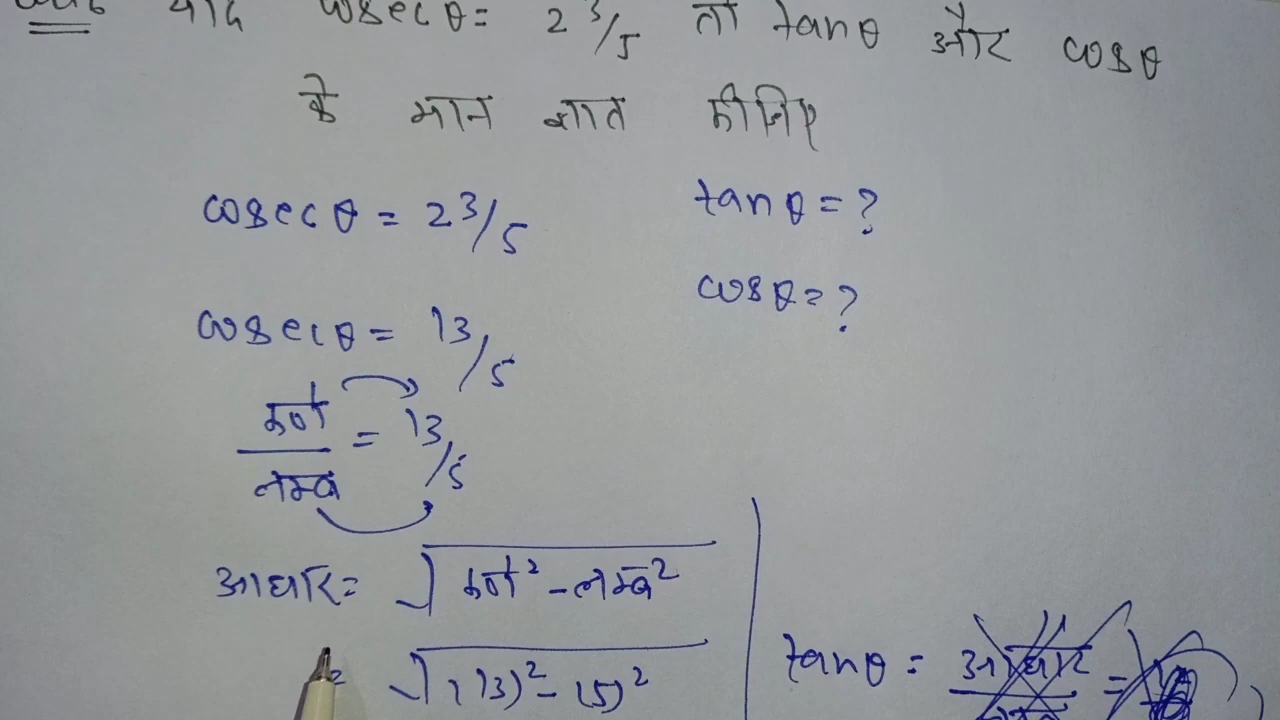 यदि cosecθ = 2 3/5 तो tanθ और cosθ
के मान ज्ञात कीजिए
cosecθ = 2 3/5 tanθ = ?
cosθ = ?
cosecθ = 13/5
कर्ण/लम्ब = 13/5
आधार = √कर्ण² - लम्ब²
= √(13)² - (5)² tanθ = आधार =